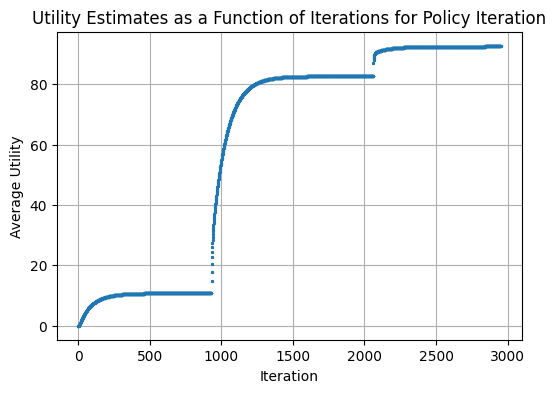 Utility Estimates as a Function of Iterations for Policy Iteration
80
60
40
20
0
Average Utility
0 500 1000 1500 2000 2500 3000
Iteration